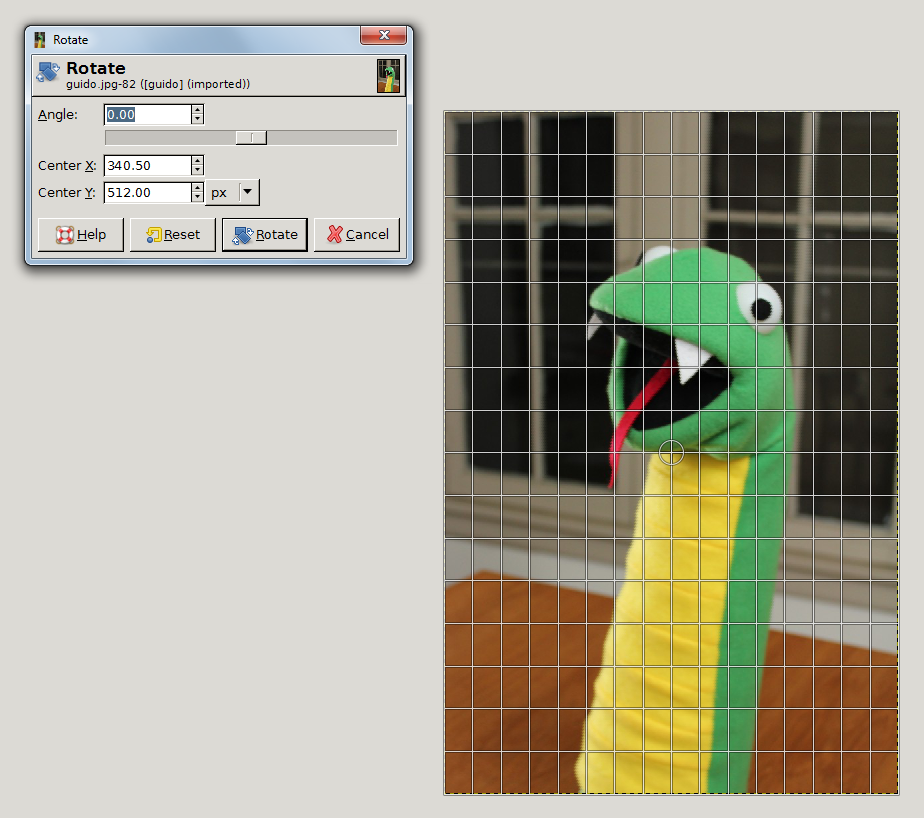 Rotate
Rotate
guido.jpg-82 ([guido] (imported))
Angle: 0.00
Center X: 340.50
Center Y: 512.00 px
Help Reset Rotate Cancel